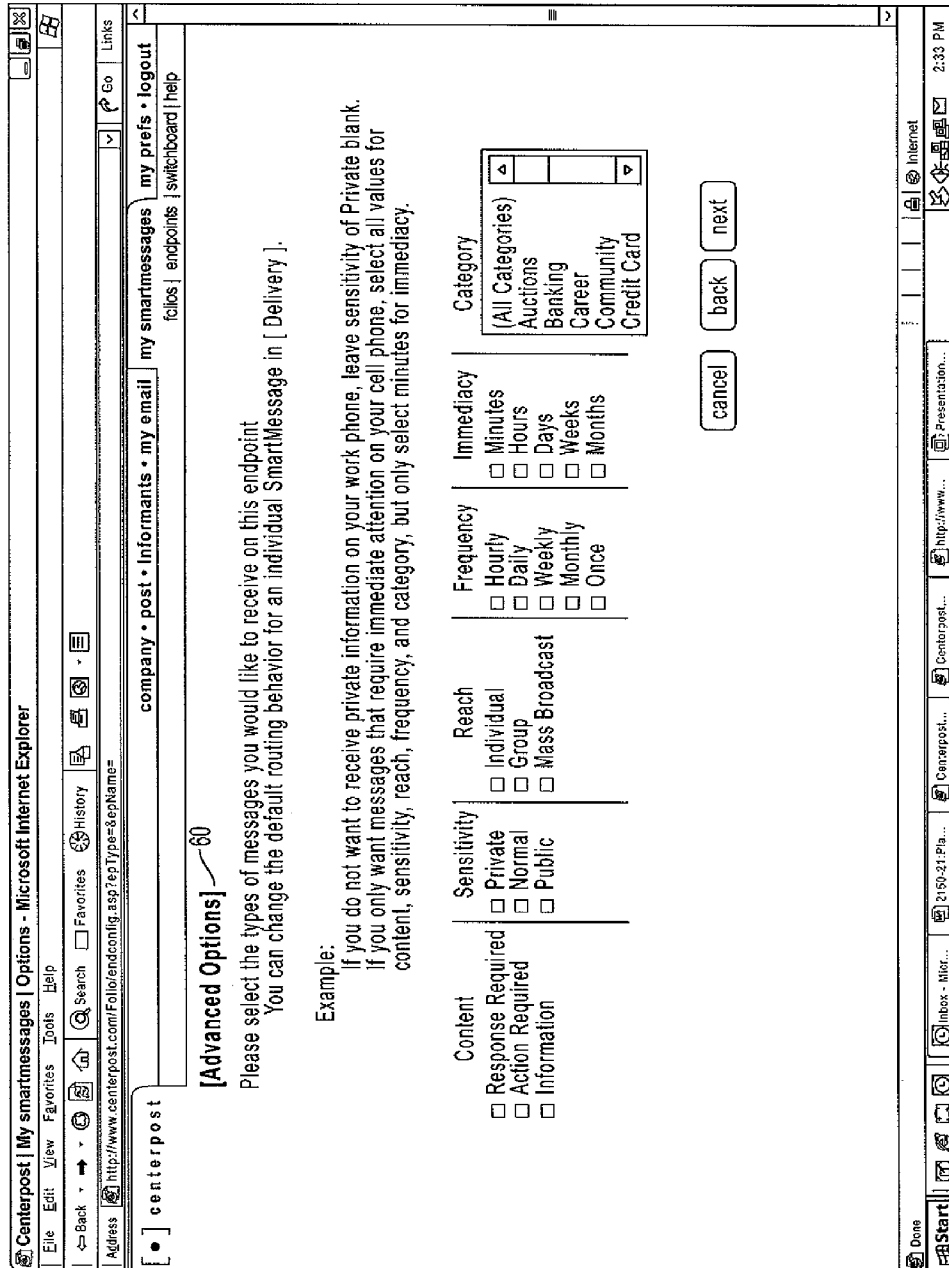 Centerpost | My smartmessages | Options - Microsoft Internet Explorer
File Edit View Favorites Tools Help
Back Search Favorites History
Address http://www.centerpost.com/Folio/endconfig.asp?epType=&epName= Go Links
[ • ] centerpost
company • post • Informants • my email my smartmessages my prefs • logout
folios | endpoints | switchboard | help
[Advanced Options] 60
Please select the types of messages you would like to receive on this endpoint
You can change the default routing behavior for an individual SmartMessage in [ Delivery ].
Example:
If you do not want to receive private information on your work phone, leave sensitivity of Private blank.
If you only want messages that require immediate attention on your cell phone, select all values for
content, sensitivity, reach, frequency, and category, but only select minutes for immediacy.
Content
Response Required
Action Required
Information
Sensitivity
Private
Normal
Public
Reach
Individual
Group
Mass Broadcast
Frequency
Hourly
Daily
Weekly
Monthly
Once
Immediacy
Minutes
Hours
Days
Weeks
Months
Category
(All Categories)
Auctions
Banking
Career
Community
Credit Card
cancel back next
Done Internet
Start Inbox - Micr... 2150-21:Pla... Centerpost... Centerpost... http://www... Presentation... 2:33 PM